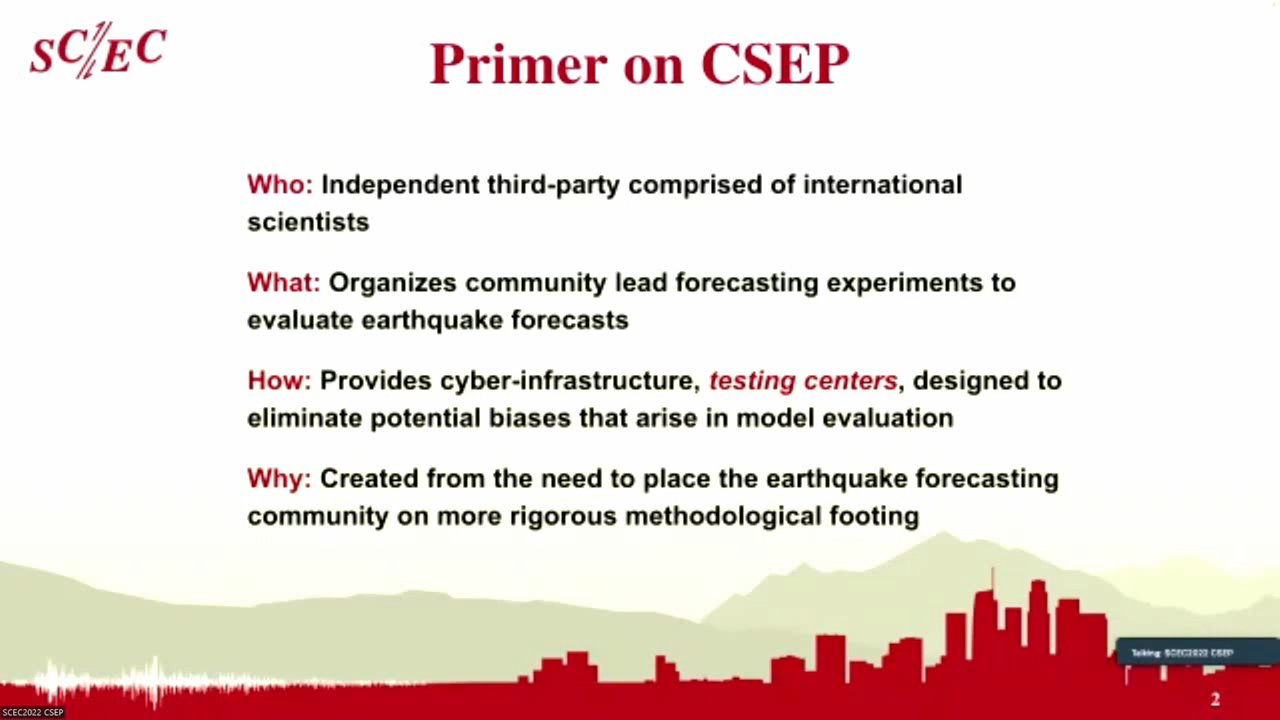 SC/EC
Primer on CSEP
Who: Independent third-party comprised of international
scientists
What: Organizes community lead forecasting experiments to
evaluate earthquake forecasts
How: Provides cyber-infrastructure, testing centers, designed to
eliminate potential biases that arise in model evaluation
Why: Created from the need to place the earthquake forecasting
community on more rigorous methodological footing
Talking: SCEC2022 CSEP
2
SCEC2022 CSEP